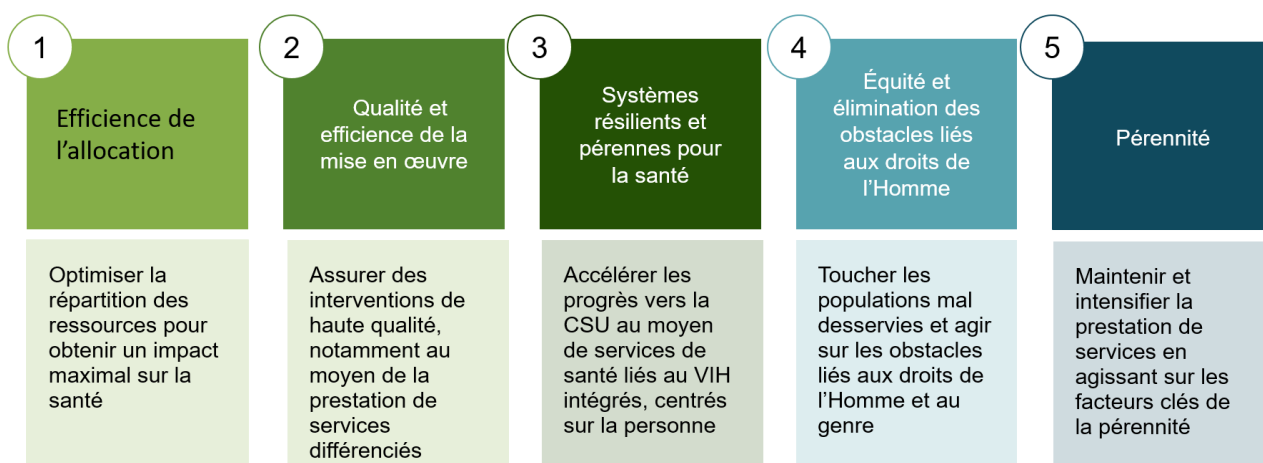 1
Efficience de
l’allocation
Optimiser la
répartition des
ressources pour
obtenir un impact
maximal sur la
santé
2
Qualité et
efficience de la
mise en œuvre
Assurer des
interventions de
haute qualité,
notamment au
moyen de la
prestation de
services
différenciés
3
Systèmes
résilients et
pérennes pour
la santé
Accélérer les
progrès vers la
CSU au moyen
de services de
santé liés au VIH
intégrés, centrés
sur la personne
4
Équité et
élimination des
obstacles liés
aux droits de
l’Homme
Toucher les
populations mal
desservies et agir
sur les obstacles
liés aux droits de
l’Homme et au
genre
5
Pérennité
Maintenir et
intensifier la
prestation de
services en
agissant sur les
facteurs clés de
la pérennité